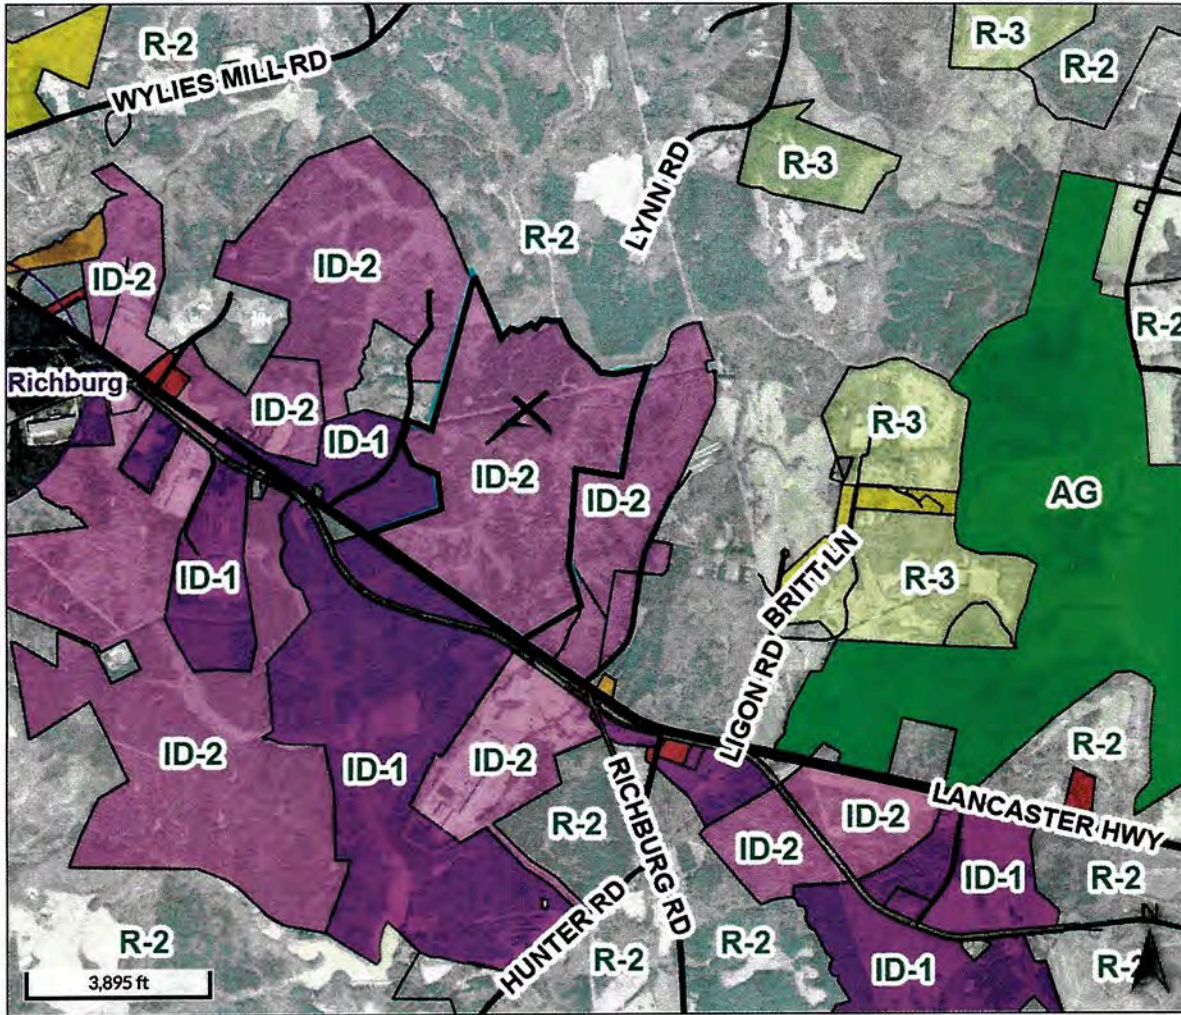 R-2
R-3
R-2
WYLIES MILL RD
R-3
LYNN RD
R-2
ID-2
ID-2
R-2
Richburg
ID-2
ID-1
R-3
ID-2
ID-2
AG
ID-1
R-3
LIGON RD BRITT LN
ID-2
ID-1
ID-2
R-2
RICHBURG RD
LANCASTER HWY
R-2
ID-2
ID-2
ID-1
R-2
HUNTER RD
R-2
R-2
R-2
ID-1
R-2
N
3,895 ft